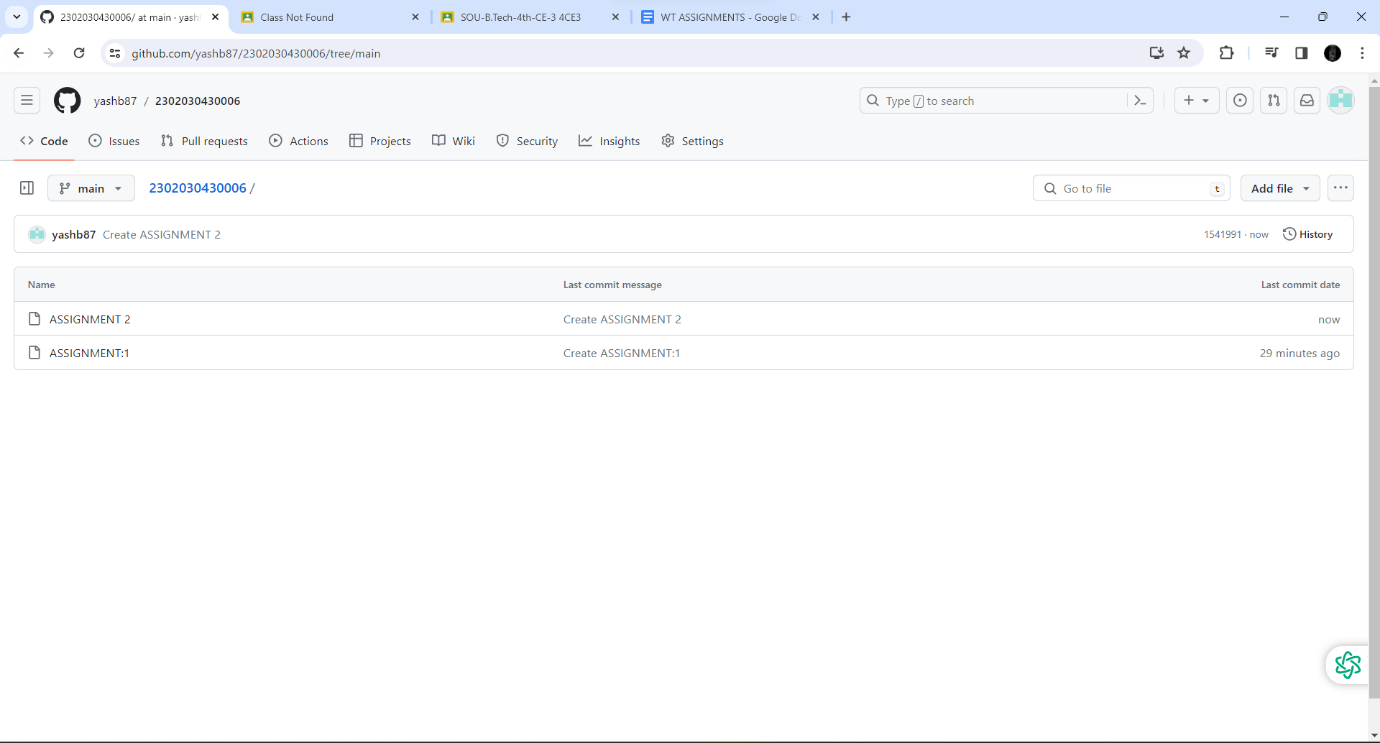 2302030430006/ at main · yash
Class Not Found
SOU-B.Tech-4th-CE-3 4CE3
WT ASSIGNMENTS - Google Do
github.com/yashb87/2302030430006/tree/main
yashb87 / 2302030430006
Type / to search
Code
Issues
Pull requests
Actions
Projects
Wiki
Security
Insights
Settings
main
2302030430006 /
Go to file
t
Add file
yashb87 Create ASSIGNMENT 2
1541991 · now
History
Name
Last commit message
Last commit date
ASSIGNMENT 2
Create ASSIGNMENT 2
now
ASSIGNMENT:1
Create ASSIGNMENT:1
29 minutes ago